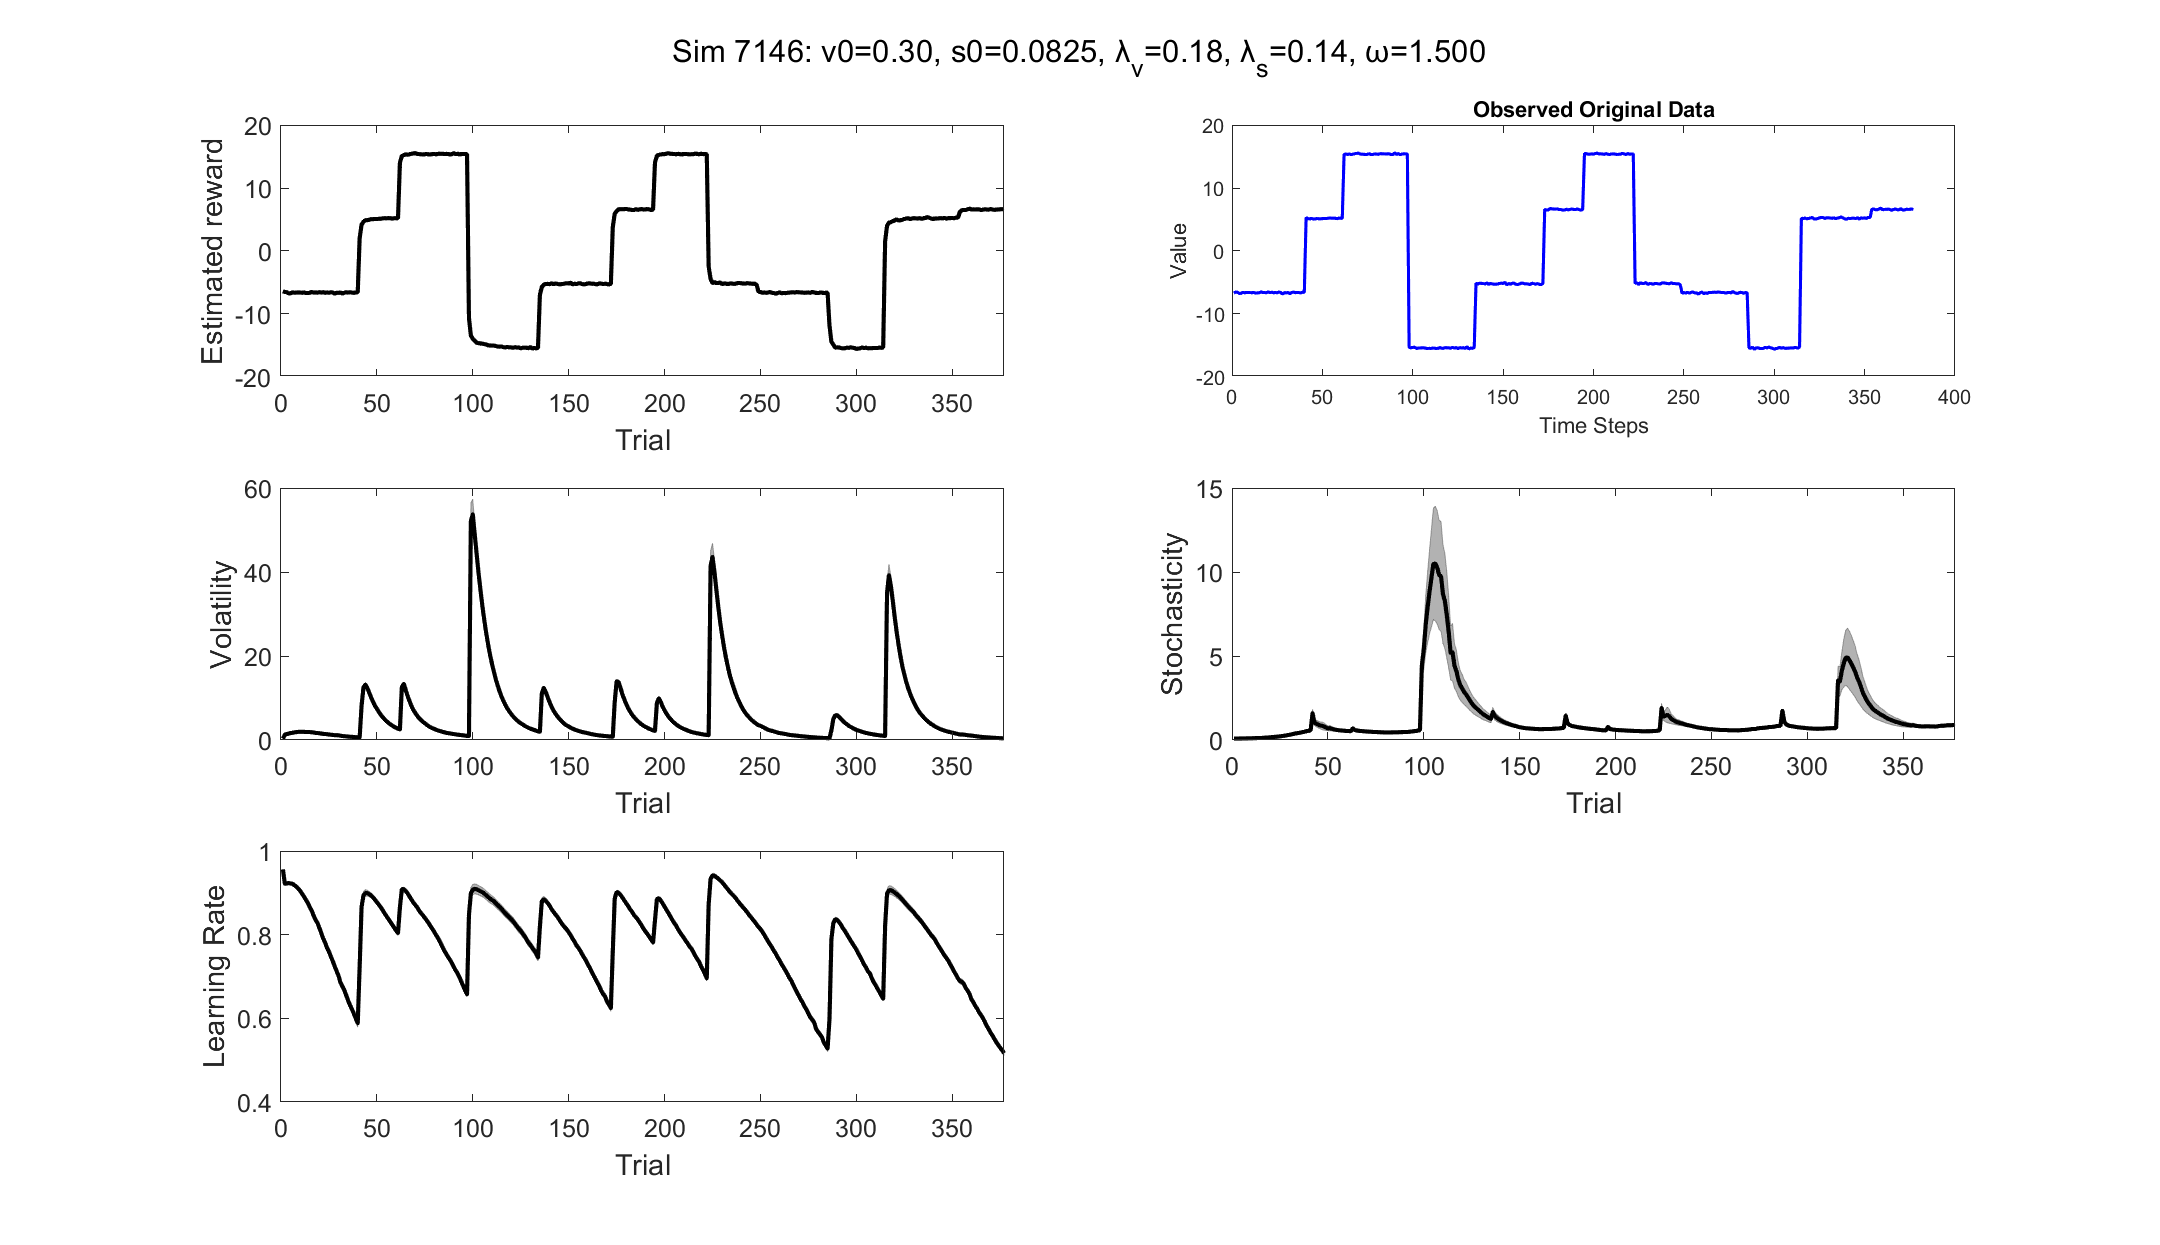 Sim 7146: v0=0.30, s0=0.0825, λ_v=0.18, λ_s=0.14, ω=1.500
20
10
0
-10
-20
Estimated reward
0 50 100 150 200 250 300 350
Trial
Observed Original Data
20
10
0
-10
-20
Value
0 50 100 150 200 250 300 350 400
Time Steps
60
40
20
0
Volatility
0 50 100 150 200 250 300 350
Trial
15
10
5
0
Stochasticity
0 50 100 150 200 250 300 350
Trial
1
0.8
0.6
0.4
Learning Rate
0 50 100 150 200 250 300 350
Trial